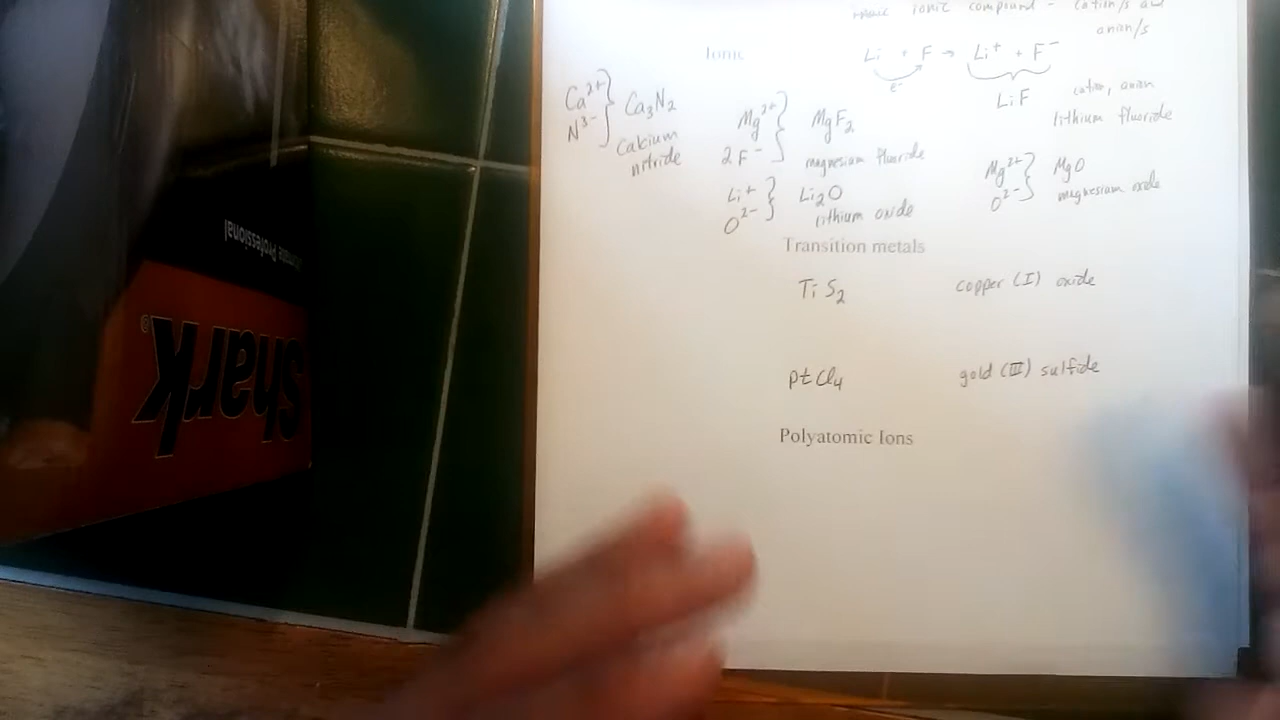 ionic compound - cation/s and
anion/s
Ionic
Li + F → Li⁺ + F⁻
e⁻
LiF
cation, anion
lithium fluoride
Ca²⁺
N³⁻
Ca₃N₂
Calcium
nitride
Mg²⁺
2 F⁻
MgF₂
magnesium fluoride
Mg²⁺
O²⁻
MgO
magnesium oxide
Li⁺
O²⁻
Li₂O
lithium oxide
Transition metals
TiS₂
copper (I) oxide
PtCl₄
gold (III) sulfide
Polyatomic Ions
Professional
Shark®